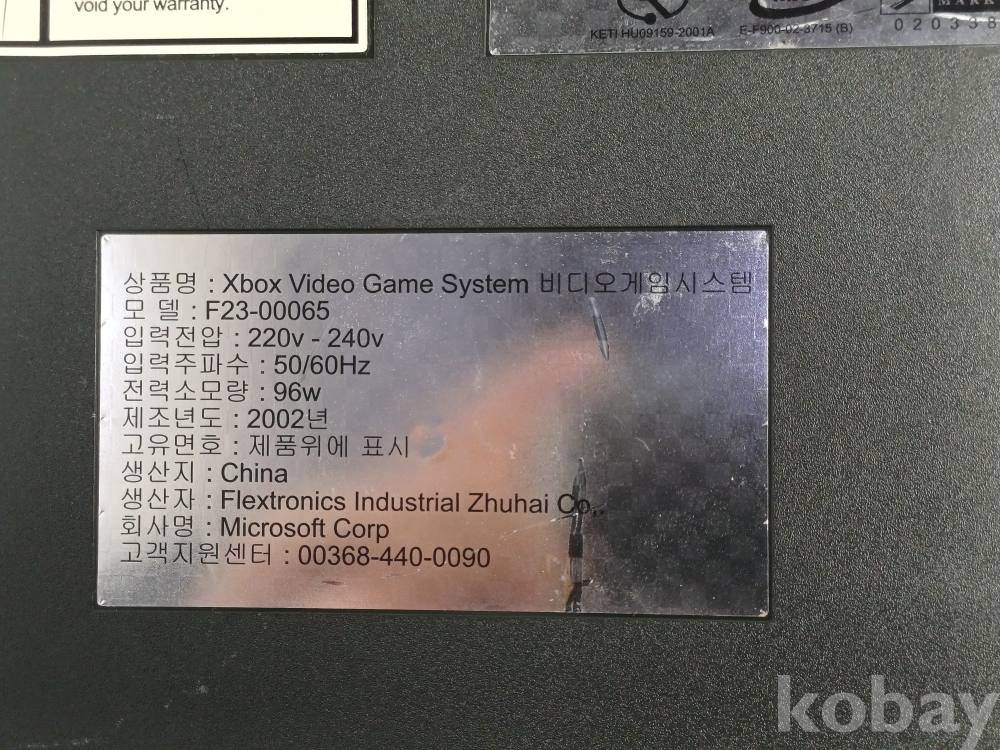 void your warranty.
KETI HU09159-2001A
E-F900-02-3715 (B)
MARK
020338
상품명 : Xbox Video Game System 비디오게임시스템
모 델 : F23-00065
입력전압 : 220v - 240v
입력주파수 : 50/60Hz
전력소모량 : 96w
제조년도 : 2002년
고유면호 : 제품위에 표시
생산지 : China
생산자 : Flextronics Industrial Zhuhai Co,.
회사명 : Microsoft Corp
고객지원센터 : 00368-440-0090
kobay